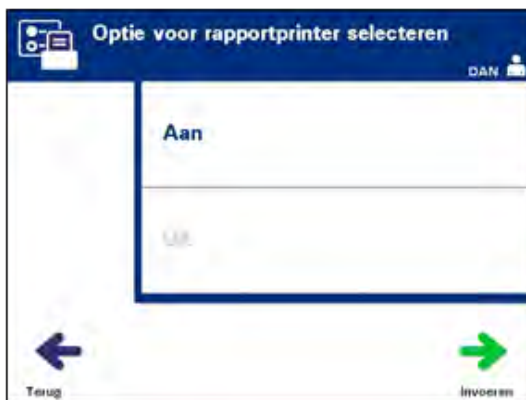 Optie voor rapportprinter selecteren
DAN
Aan
Uit
Terug
Invoeren